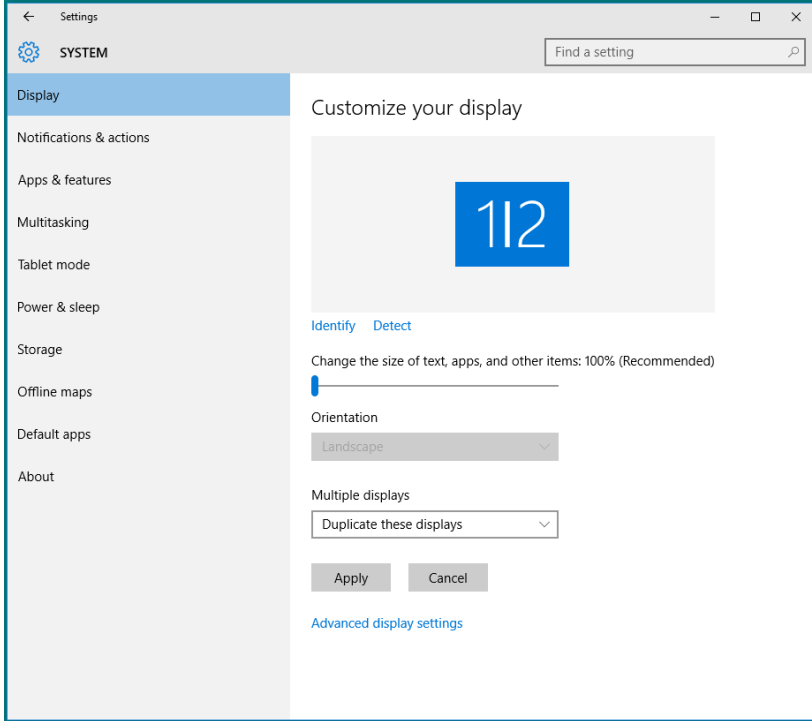 Settings
SYSTEM
Find a setting
Display
Notifications & actions
Apps & features
Multitasking
Tablet mode
Power & sleep
Storage
Offline maps
Default apps
About
Customize your display
1|2
Identify Detect
Change the size of text, apps, and other items: 100% (Recommended)
Orientation
Landscape
Multiple displays
Duplicate these displays
Apply Cancel
Advanced display settings